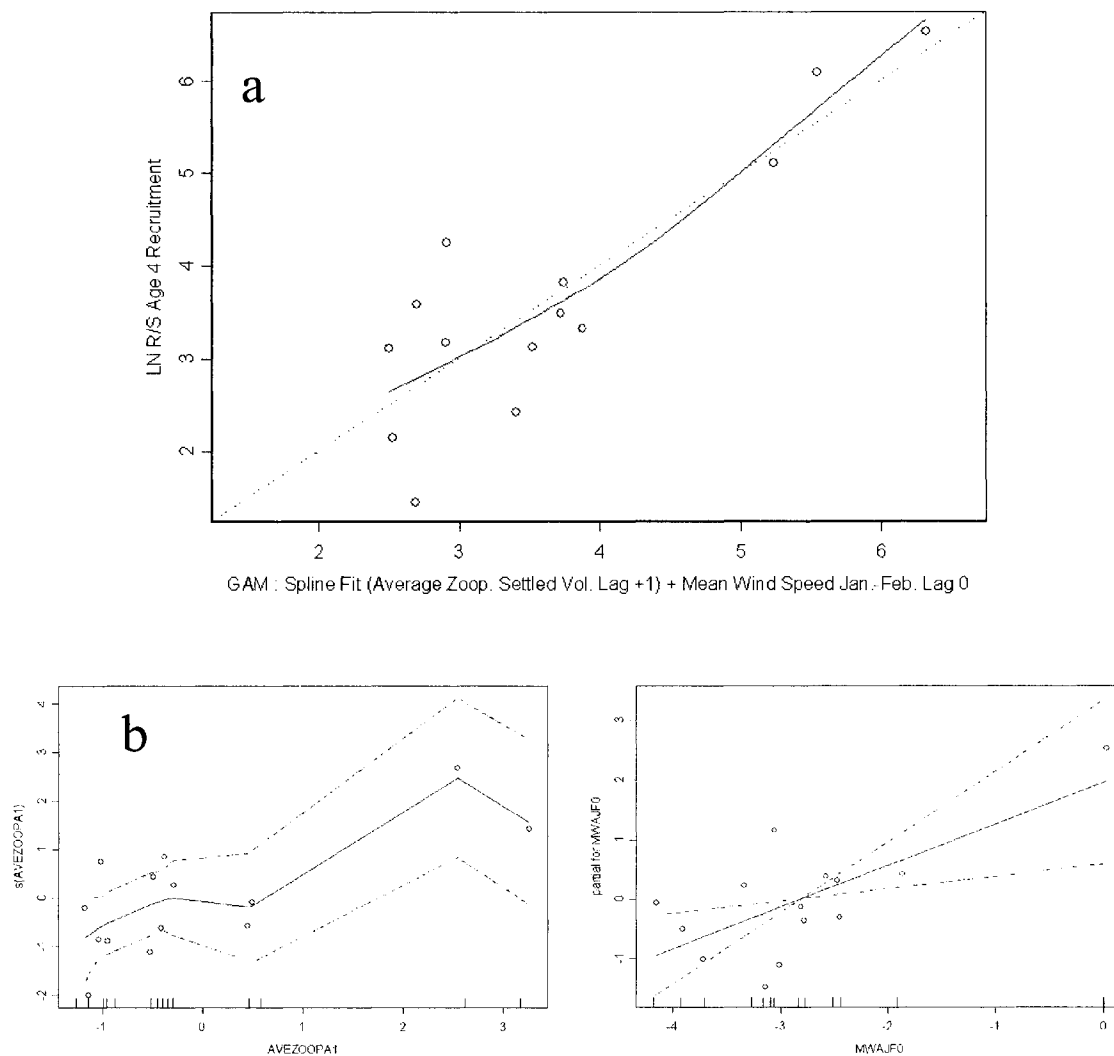 a
6
5
4
3
2
LN R/S Age 4 Recruitment
2 3 4 5 6
GAM : Spline Fit (Average Zoop. Settled Vol. Lag +1) + Mean Wind Speed Jan.-Feb. Lag 0
b
4
3
2
1
0
-1
-2
s(AVEZOOPA1)
-1 0 1 2 3
AVEZOOPA1
3
2
1
0
-1
partial for MWAJF0
-4 -3 -2 -1 0
MWAJF0